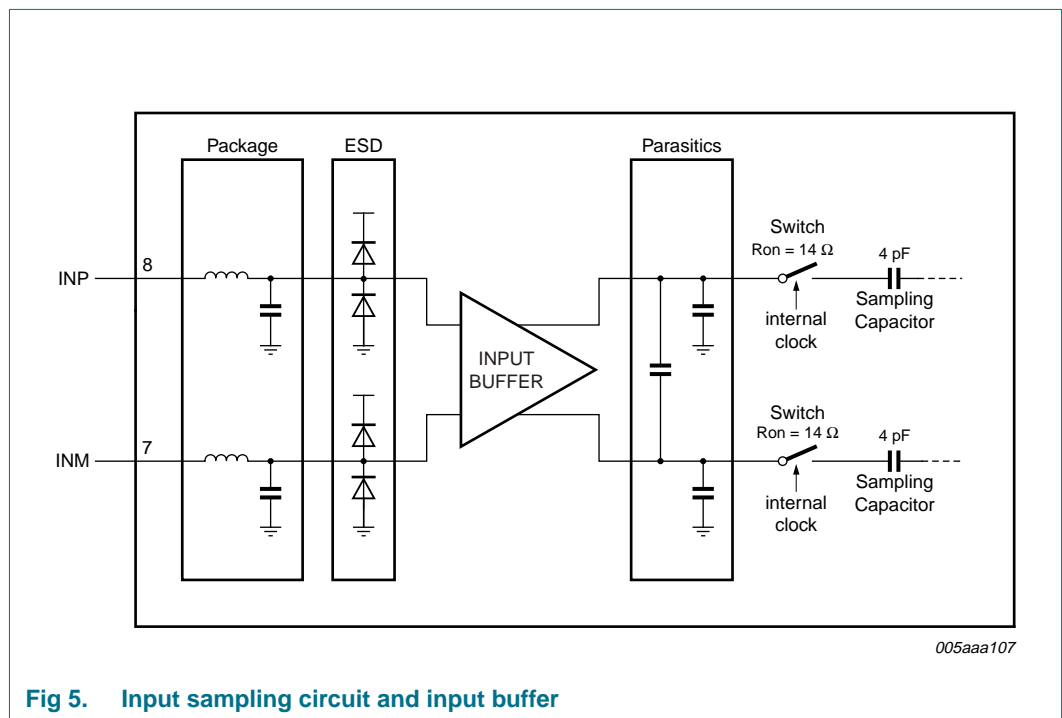 Package
ESD
Parasitics
Switch
Ron = 14 Ω
4 pF
INP
8
internal
clock
Sampling
Capacitor
INPUT
BUFFER
Switch
Ron = 14 Ω
4 pF
INM
7
internal
clock
Sampling
Capacitor
005aaa107
Fig 5. Input sampling circuit and input buffer